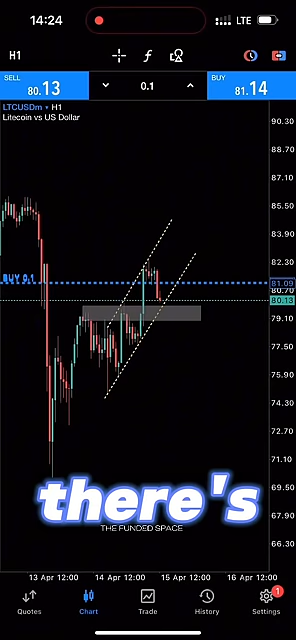 14:24
LTE
H1
SELL
80.13
0.1
BUY
81.14
LTCUSDm • H1
Litecoin vs US Dollar
90.30
88.70
87.10
85.50
83.90
82.30
BUY 0.1
81.09
80.70
80.13
79.10
77.50
75.90
74.30
72.70
71.10
69.50
67.90
66.30
there's
THE FUNDED SPACE
13 Apr 12:00
14 Apr 12:00
15 Apr 12:00
16 Apr 12:00
Quotes
Chart
Trade
History
1
Settings